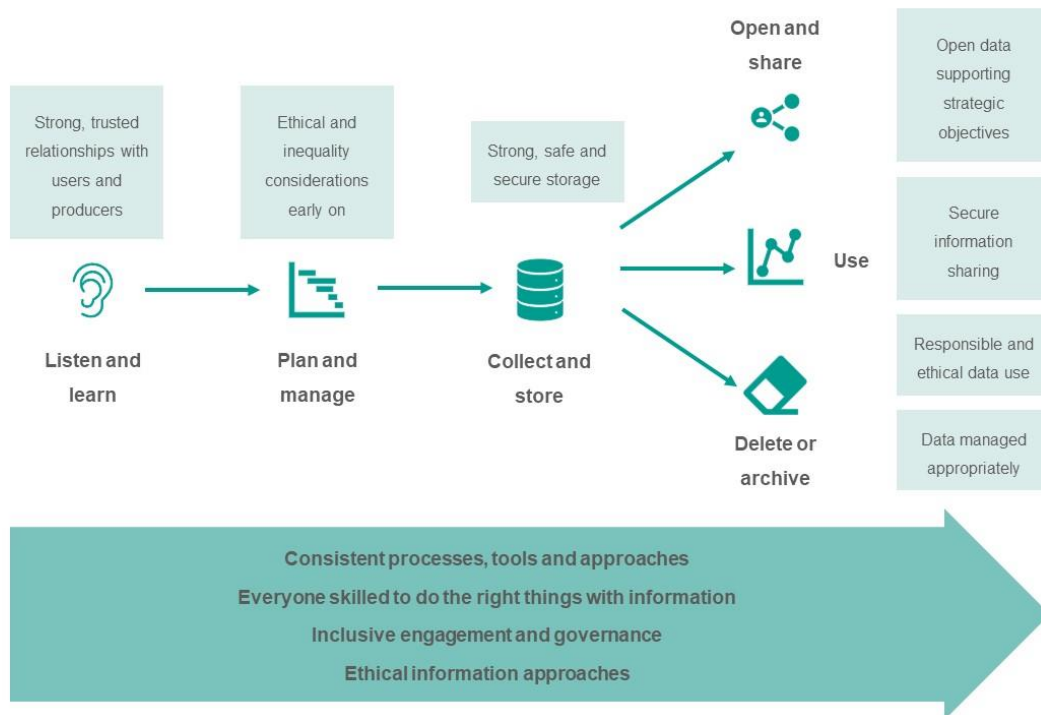 Strong, trusted
relationships with
users and
producers
Listen and
learn
Ethical and
inequality
considerations
early on
Plan and
manage
Strong, safe and
secure storage
Collect and
store
Open and
share
Use
Delete or
archive
Open data
supporting
strategic
objectives
Secure
information
sharing
Responsible and
ethical data use
Data managed
appropriately
Consistent processes, tools and approaches
Everyone skilled to do the right things with information
Inclusive engagement and governance
Ethical information approaches